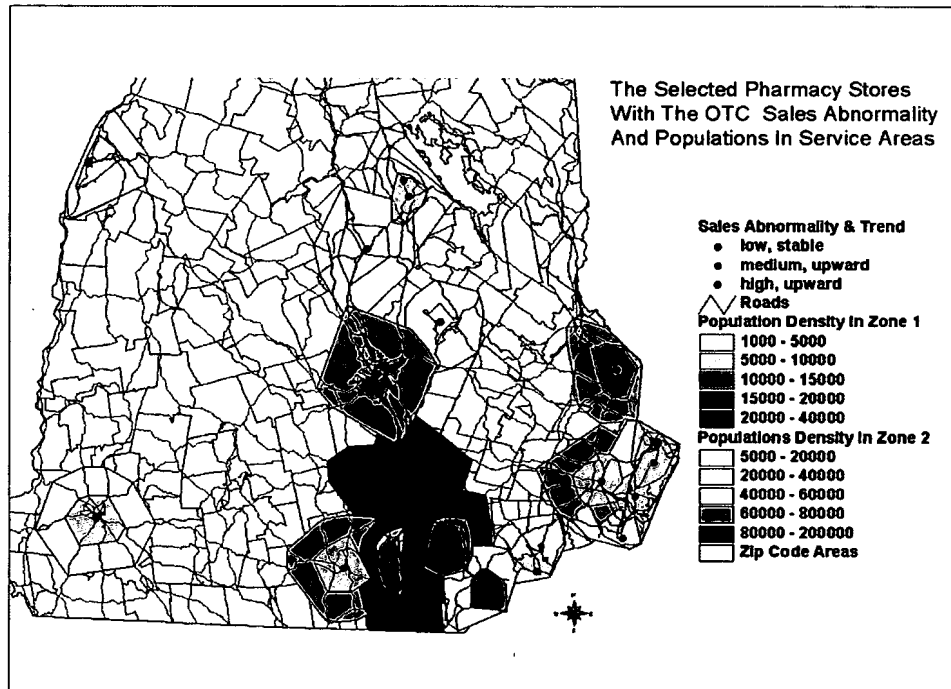 The Selected Pharmacy Stores
With The OTC Sales Abnormality
And Populations In Service Areas
Sales Abnormality & Trend
low, stable
medium, upward
high, upward
Roads
Population Density in Zone 1
1000 - 5000
5000 - 10000
10000 - 15000
15000 - 20000
20000 - 40000
Populations Density in Zone 2
5000 - 20000
20000 - 40000
40000 - 60000
60000 - 80000
80000 - 200000
Zip Code Areas